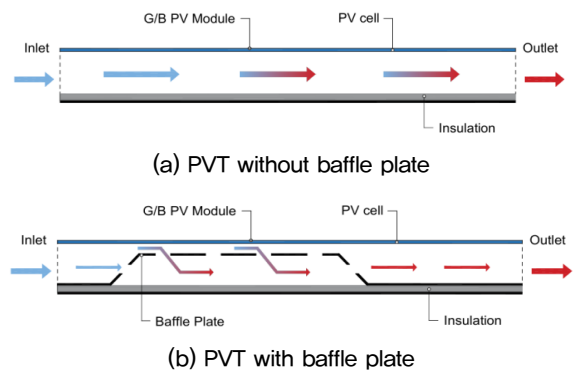 G/B PV Module
PV cell
Inlet
Outlet
Insulation
(a) PVT without baffle plate
G/B PV Module
PV cell
Inlet
Outlet
Baffle Plate
Insulation
(b) PVT with baffle plate